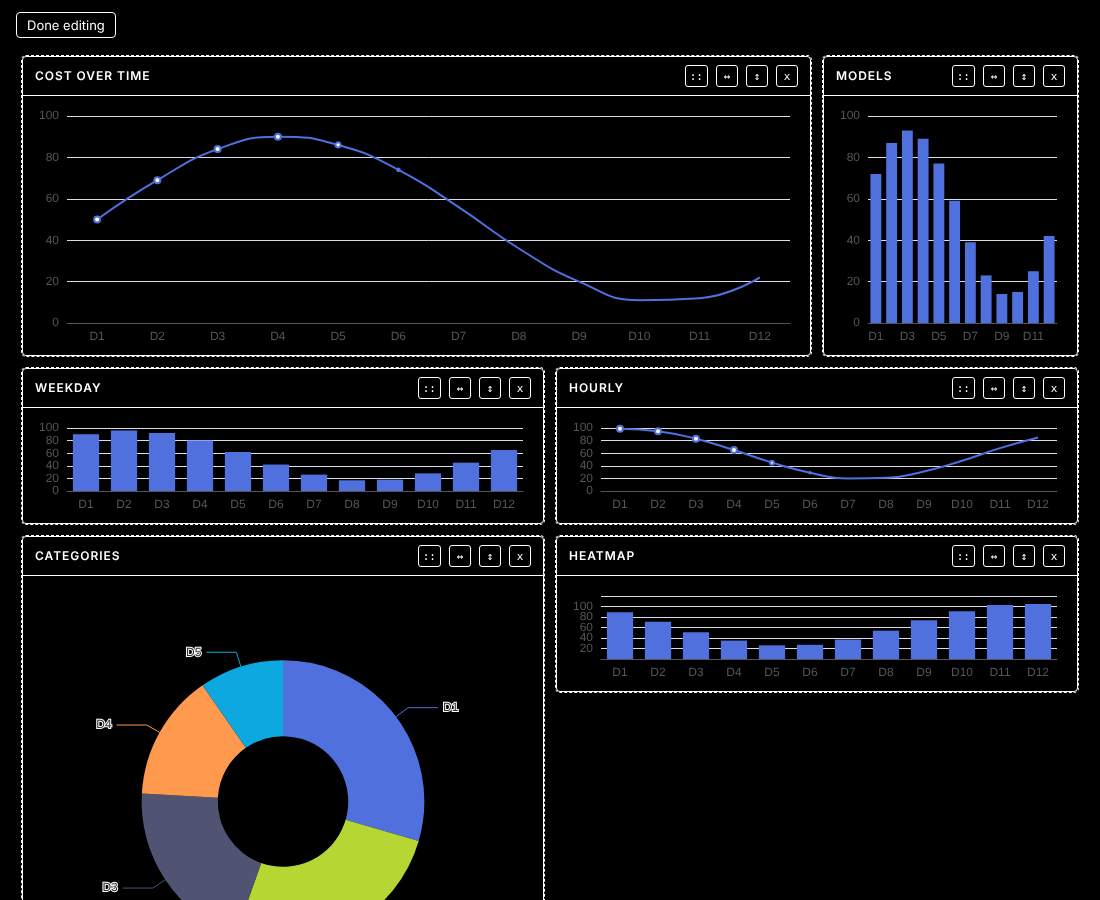 Done editing
COST OVER TIME :: ↔ ↕ x
MODELS :: ↔ ↕ x
100
80
60
40
20
0
D1 D2 D3 D4 D5 D6 D7 D8 D9 D10 D11 D12
100
80
60
40
20
0
D1 D3 D5 D7 D9 D11
WEEKDAY :: ↔ ↕ x
HOURLY :: ↔ ↕ x
100
80
60
40
20
0
D1 D2 D3 D4 D5 D6 D7 D8 D9 D10 D11 D12
100
80
60
40
20
0
D1 D2 D3 D4 D5 D6 D7 D8 D9 D10 D11 D12
CATEGORIES :: ↔ ↕ x
HEATMAP :: ↔ ↕ x
D5
D1
D4
D3
100
80
60
40
20
D1 D2 D3 D4 D5 D6 D7 D8 D9 D10 D11 D12